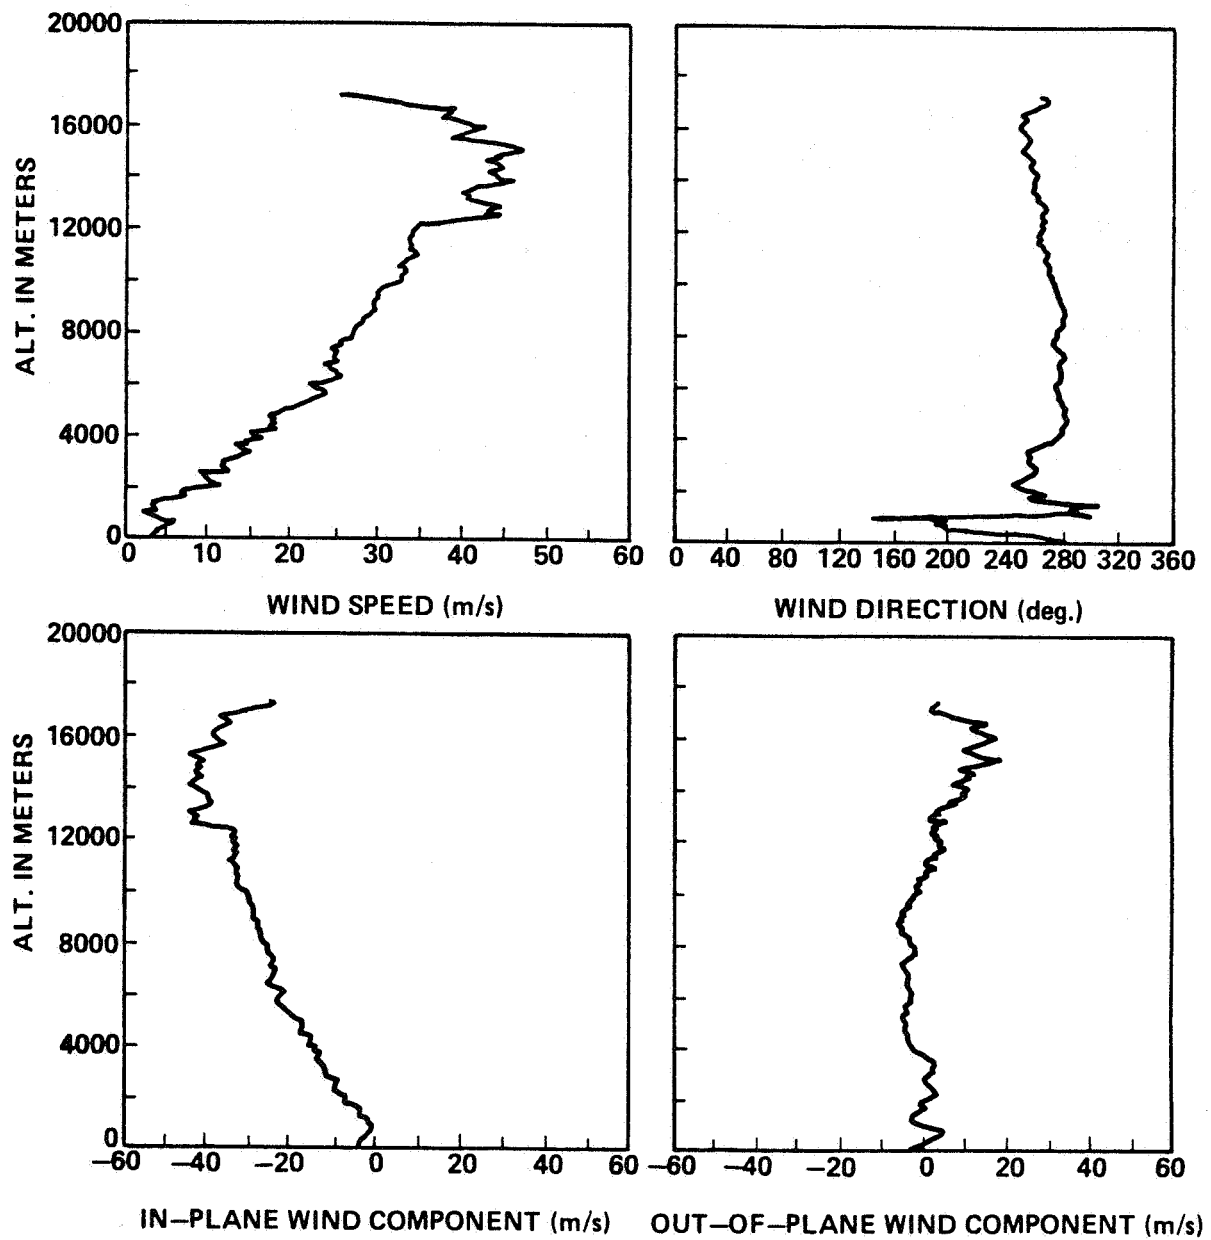 20000
16000
12000
8000
4000
0
ALT. IN METERS
0 10 20 30 40 50 60
WIND SPEED (m/s)
0 40 80 120 160 200 240 280 320 360
WIND DIRECTION (deg.)
20000
16000
12000
8000
4000
0
ALT. IN METERS
−60 −40 −20 0 20 40 60
IN−PLANE WIND COMPONENT (m/s)
−60 −40 −20 0 20 40 60
OUT−OF−PLANE WIND COMPONENT (m/s)